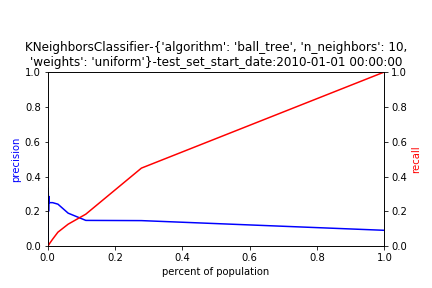 KNeighborsClassifier-{'algorithm': 'ball_tree', 'n_neighbors': 10,
'weights': 'uniform'}-test_set_start_date:2010-01-01 00:00:00
1.0
0.8
0.6
0.4
0.2
0.0
precision
1.0
0.8
0.6
0.4
0.2
0.0
recall
0.0 0.2 0.4 0.6 0.8 1.0
percent of population